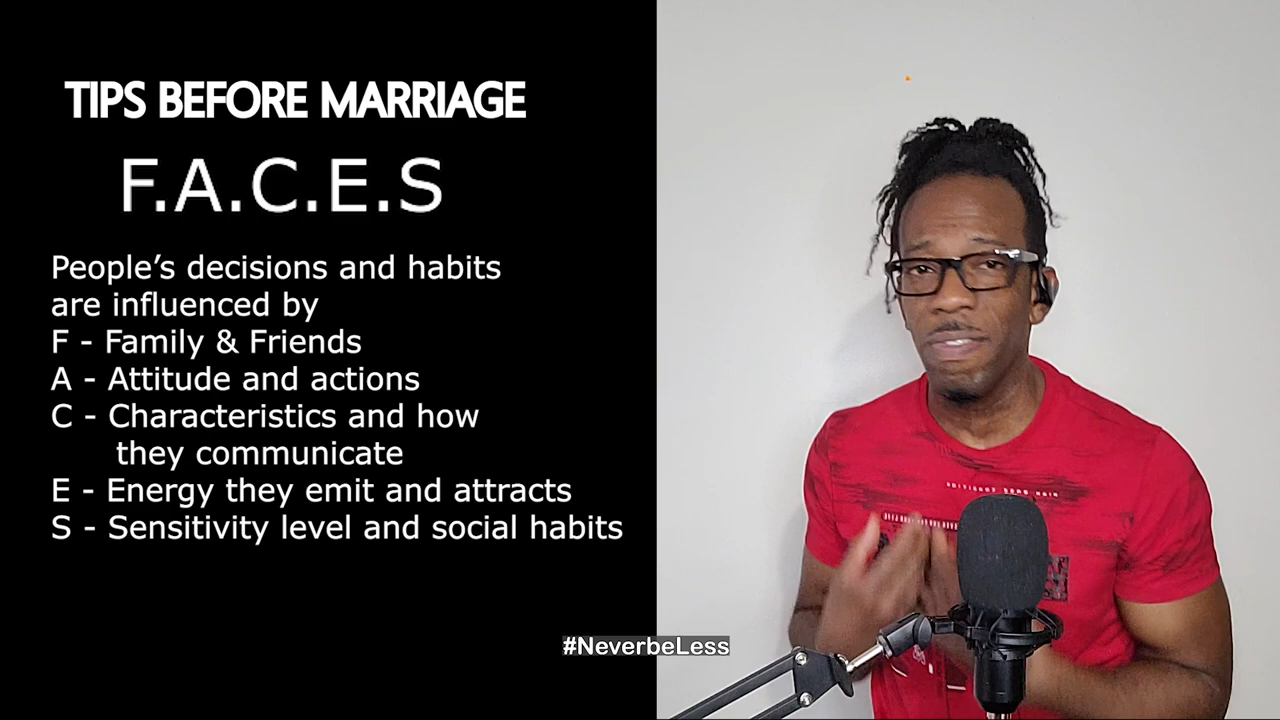 TIPS BEFORE MARRIAGE
F.A.C.E.S
People's decisions and habits
are influenced by
F - Family & Friends
A - Attitude and actions
C - Characteristics and how
they communicate
E - Energy they emit and attracts
S - Sensitivity level and social habits
#NeverbeLess